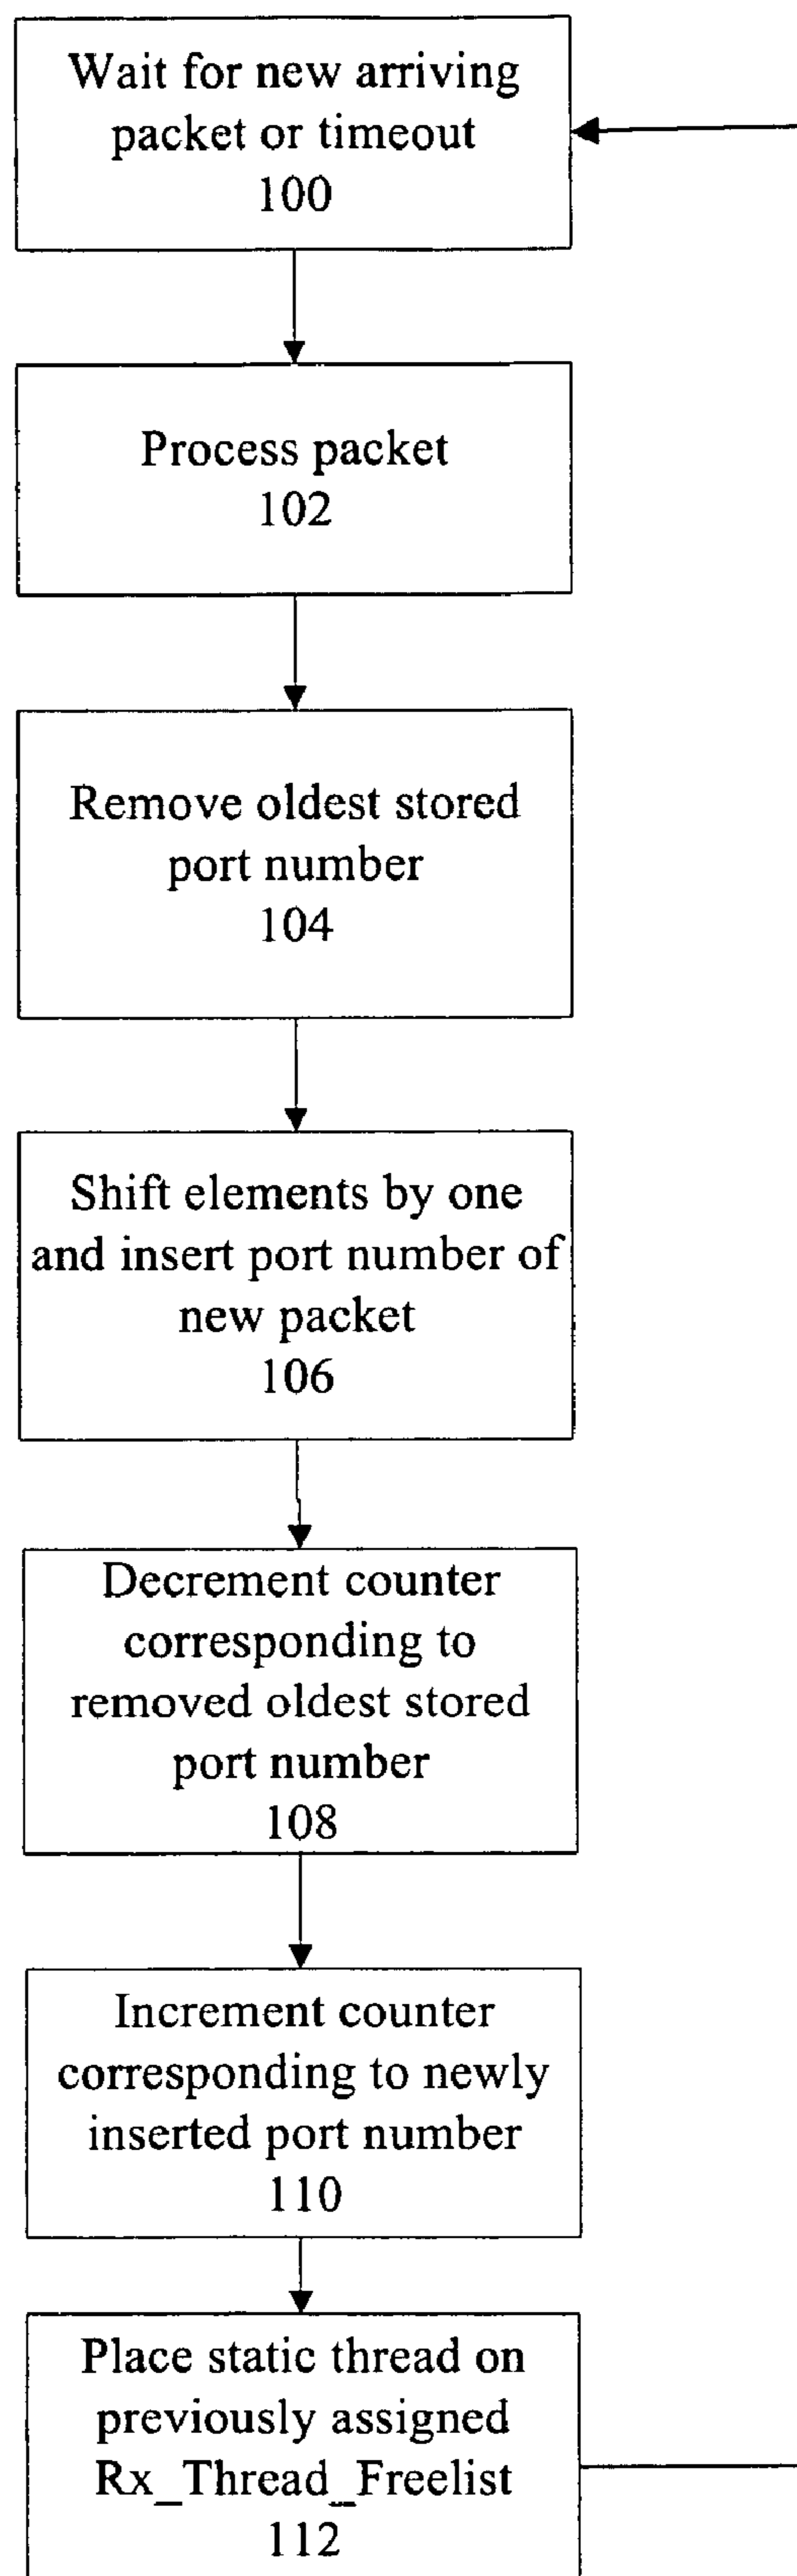 Wait for new arriving
packet or timeout
100
Process packet
102
Remove oldest stored
port number
104
Shift elements by one
and insert port number of
new packet
106
Decrement counter
corresponding to
removed oldest stored
port number
108
Increment counter
corresponding to newly
inserted port number
110
Place static thread on
previously assigned
Rx_Thread_Freelist
112